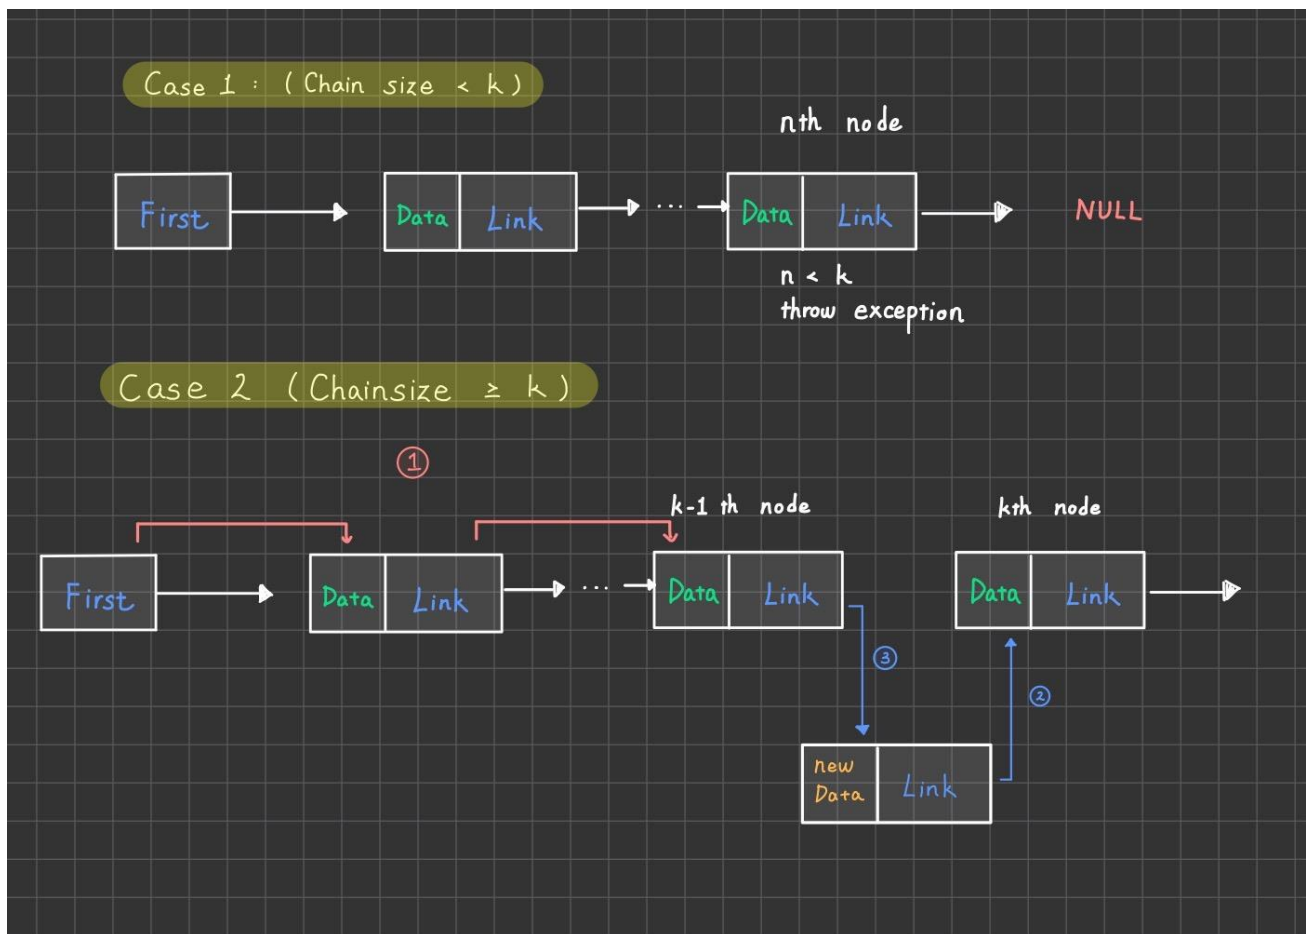 Case 1 : ( Chain size < k )
nth node
First
Data
Link
...
Data
Link
NULL
n < k
throw exception
Case 2 ( Chainsize ≥ k )
①
k-1 th node
kth node
First
Data
Link
...
Data
Link
Data
Link
③
②
new
Data
Link